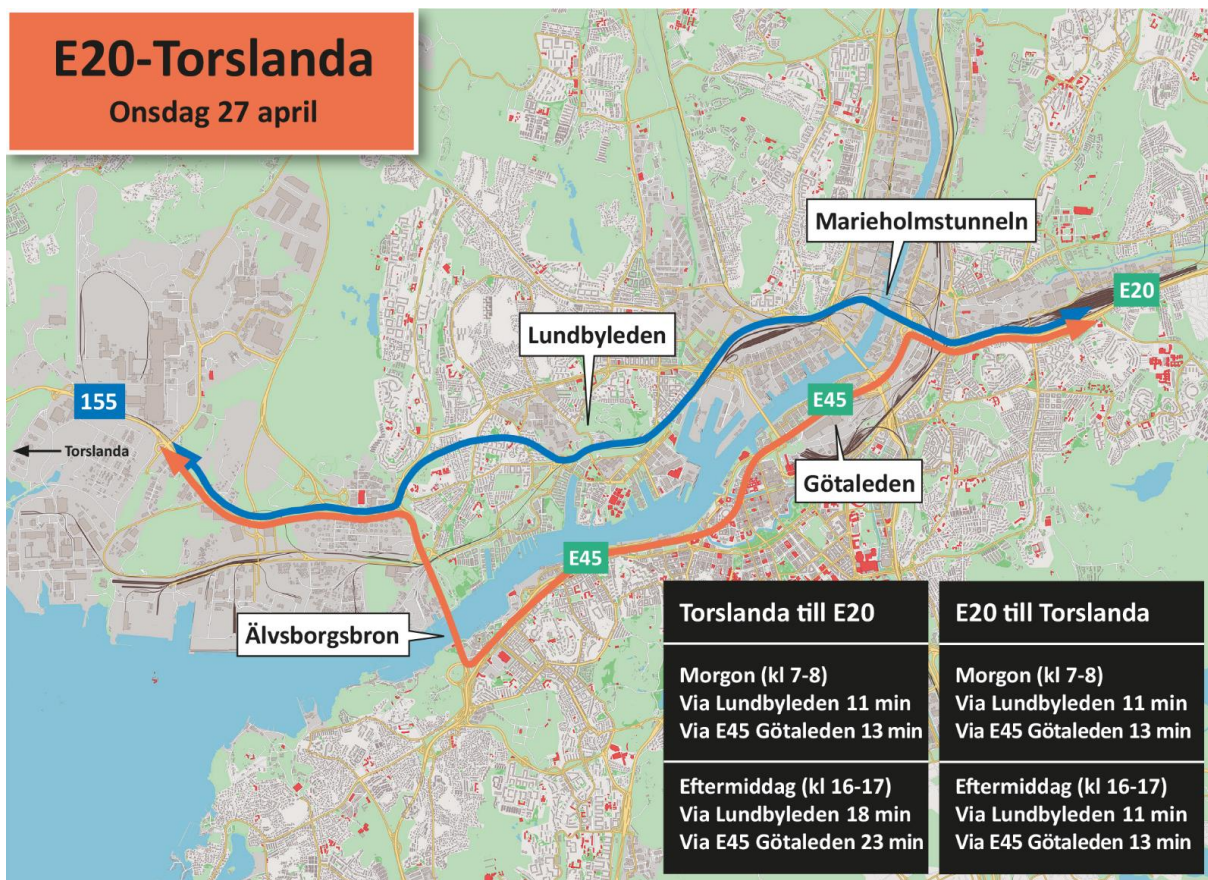 E20-Torslanda
Onsdag 27 april
Marieholmstunneln
E20
Lundbyleden
155
E45
Torslanda
Götaleden
E45
Älvsborgsbron
Torslanda till E20
Morgon (kl 7-8)
Via Lundbyleden 11 min
Via E45 Götaleden 13 min
Eftermiddag (kl 16-17)
Via Lundbyleden 18 min
Via E45 Götaleden 23 min
E20 till Torslanda
Morgon (kl 7-8)
Via Lundbyleden 11 min
Via E45 Götaleden 13 min
Eftermiddag (kl 16-17)
Via Lundbyleden 11 min
Via E45 Götaleden 13 min